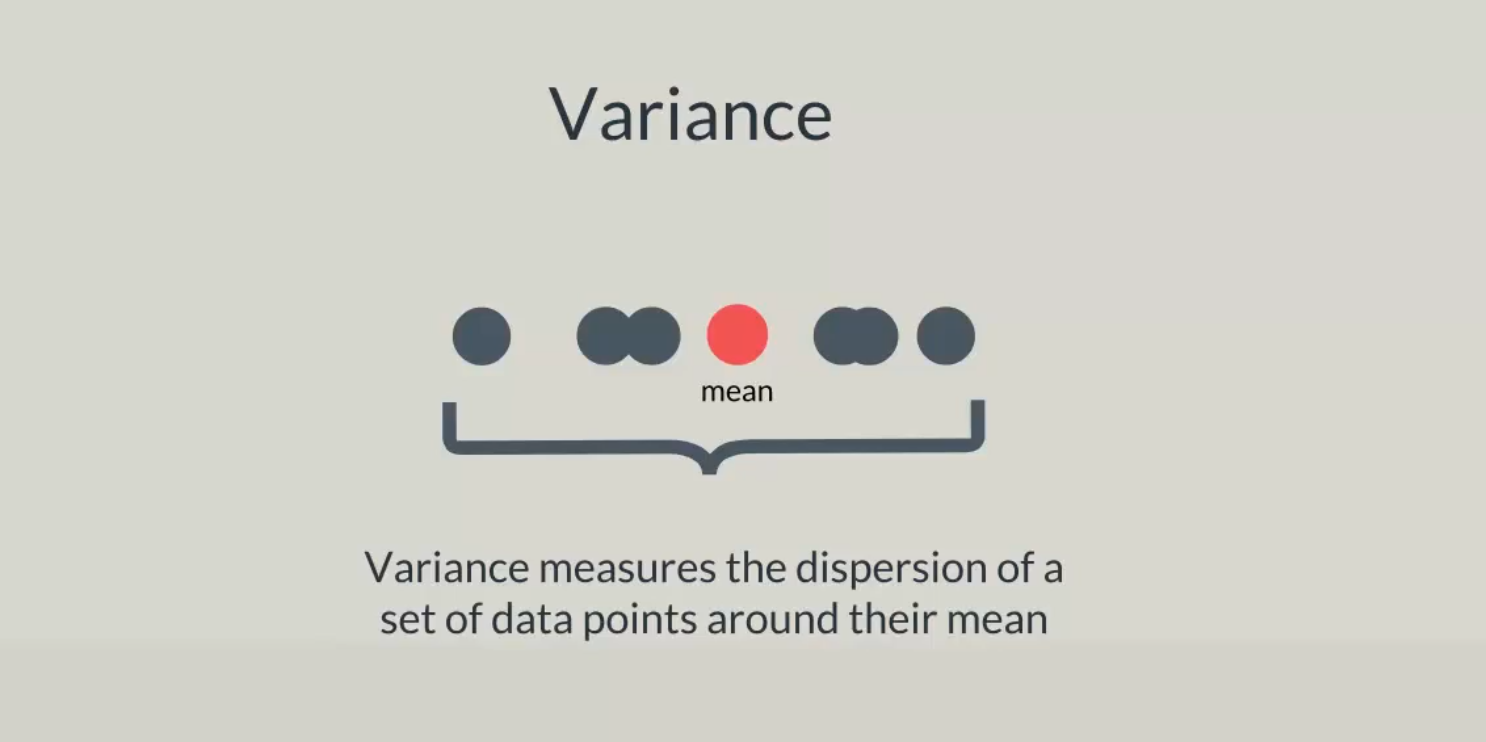 Variance
mean
Variance measures the dispersion of a
set of data points around their mean